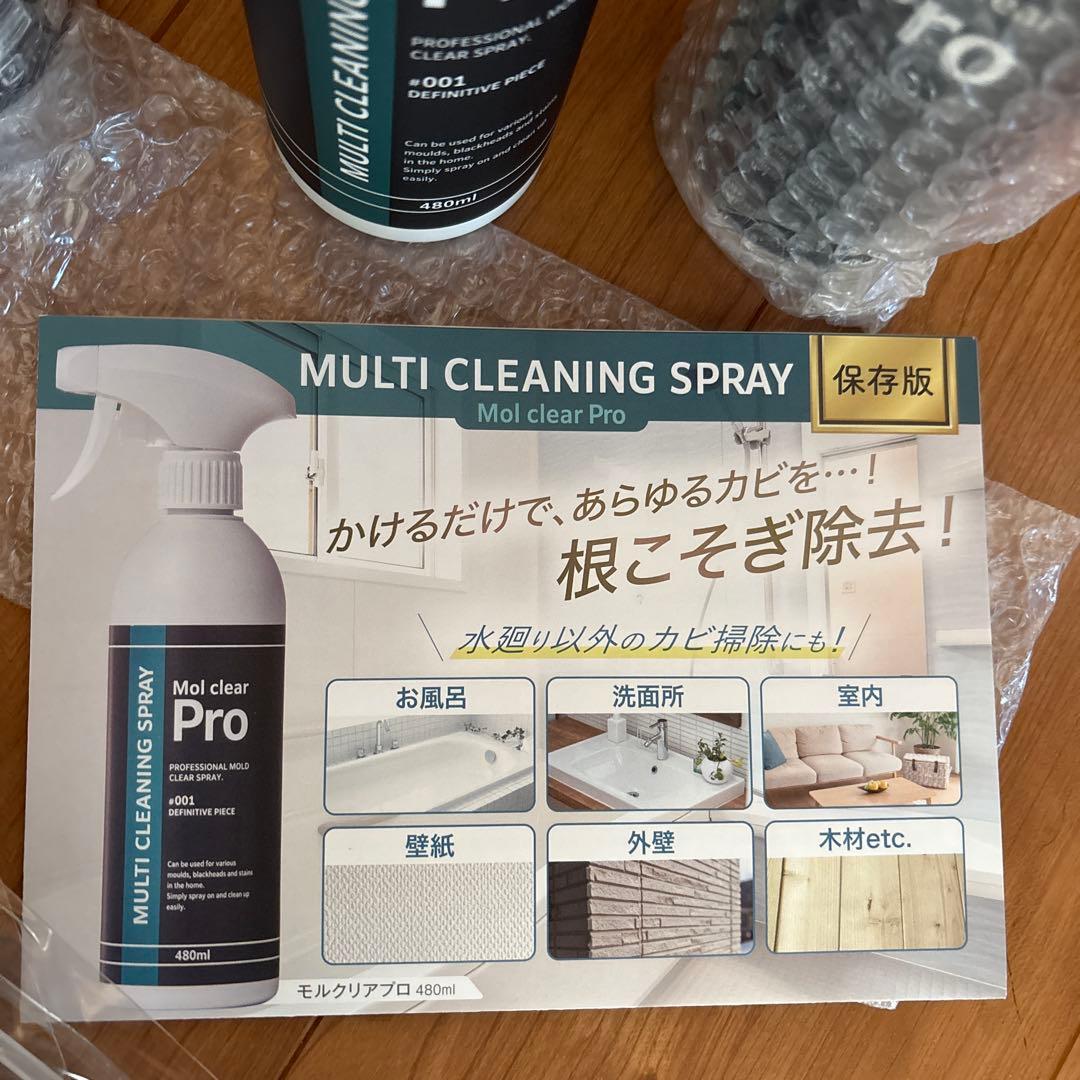 MULTI CLEANING
PROFESSIONAL MO
CLEAR SPRAY.
#001
DEFINITIVE PIECE
Can be used for various
moulds, blackheads and stains
in the home.
Simply spray on and clean up
easily.
480ml
ro
MULTI CLEANING SPRAY
Mol clear Pro
保存版
かけるだけで、あらゆるカビを…!
根こそぎ除去!
水廻り以外のカビ掃除にも!
お風呂
洗面所
室内
壁紙
外壁
木材etc.
MULTI CLEANING SPRAY
Mol clear
Pro
PROFESSIONAL MOLD
CLEAR SPRAY.
#001
DEFINITIVE PIECE
Can be used for various
moulds, blackheads and stains
in the home.
Simply spray on and clean up
easily.
480ml
モルクリアプロ 480ml